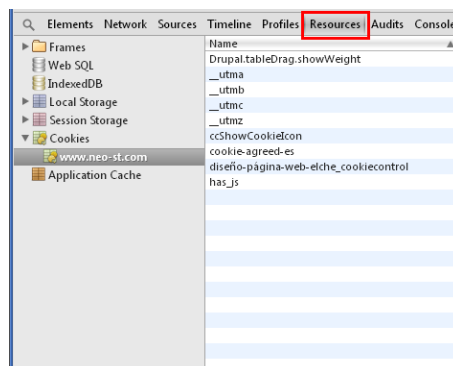 Elements Network Sources Timeline Profiles Resources Audits Console
Frames
Web SQL
IndexedDB
Local Storage
Session Storage
Cookies
www.neo-st.com
Application Cache
Name
Drupal.tableDrag.showWeight
__utma
__utmb
__utmc
__utmz
ccShowCookieIcon
cookie-agreed-es
diseño-página-web-elche_cookiecontrol
has_js